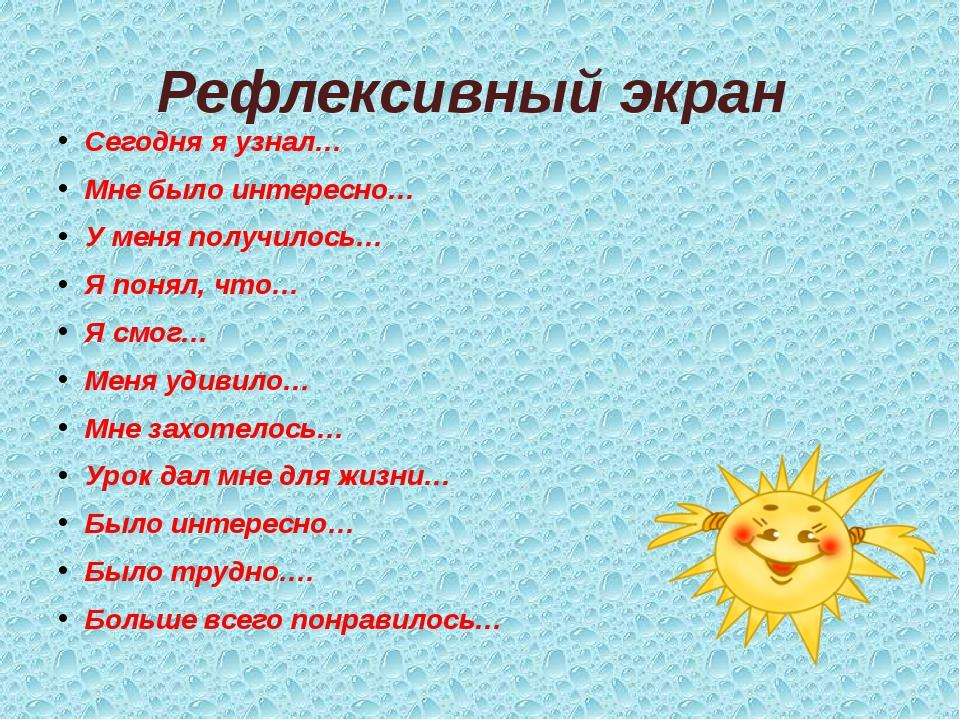 Рефлексивный экран
• Сегодня я узнал…
• Мне было интересно…
• У меня получилось…
• Я понял, что…
• Я смог…
• Меня удивило…
• Мне захотелось…
• Урок дал мне для жизни…
• Было интересно…
• Было трудно….
• Больше всего понравилось…